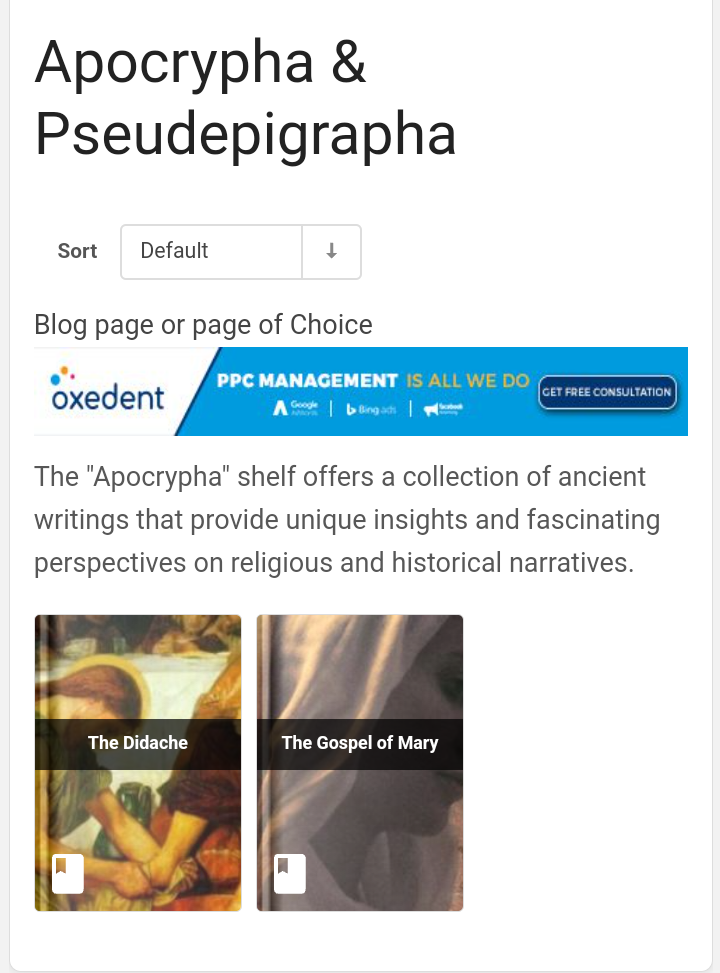 Apocrypha &
Pseudepigrapha
Sort
Default
Blog page or page of Choice
oxedent
PPC MANAGEMENT IS ALL WE DO
Google
Bing ads
facebook
GET FREE CONSULTATION
The "Apocrypha" shelf offers a collection of ancient
writings that provide unique insights and fascinating
perspectives on religious and historical narratives.
The Didache
The Gospel of Mary